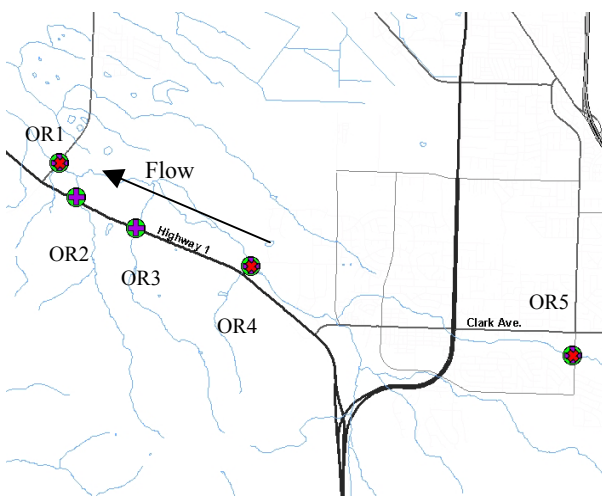 OR1
Flow
Highway 1
OR2
OR3
OR4
OR5
Clark Ave.